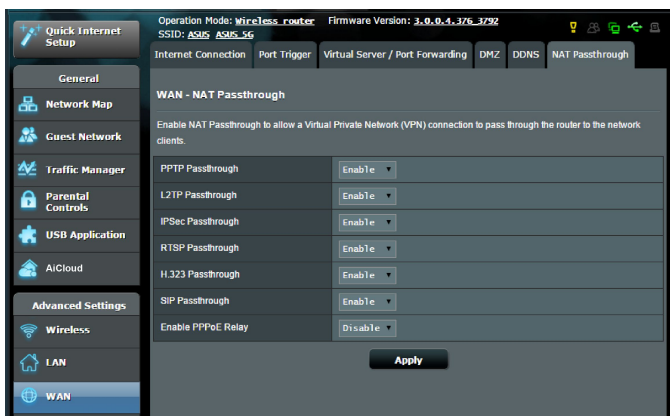 Quick Internet
Setup
Operation Mode: Wireless router Firmware Version: 3.0.0.4.376_3792
SSID: ASUS ASUS_5G
Internet Connection Port Trigger Virtual Server / Port Forwarding DMZ DDNS NAT Passthrough
General
Network Map
Guest Network
Traffic Manager
Parental
Controls
USB Application
AiCloud
Advanced Settings
Wireless
LAN
WAN
WAN - NAT Passthrough
Enable NAT Passthrough to allow a Virtual Private Network (VPN) connection to pass through the router to the network
clients.
PPTP Passthrough Enable
L2TP Passthrough Enable
IPSec Passthrough Enable
RTSP Passthrough Enable
H.323 Passthrough Enable
SIP Passthrough Enable
Enable PPPoE Relay Disable
Apply